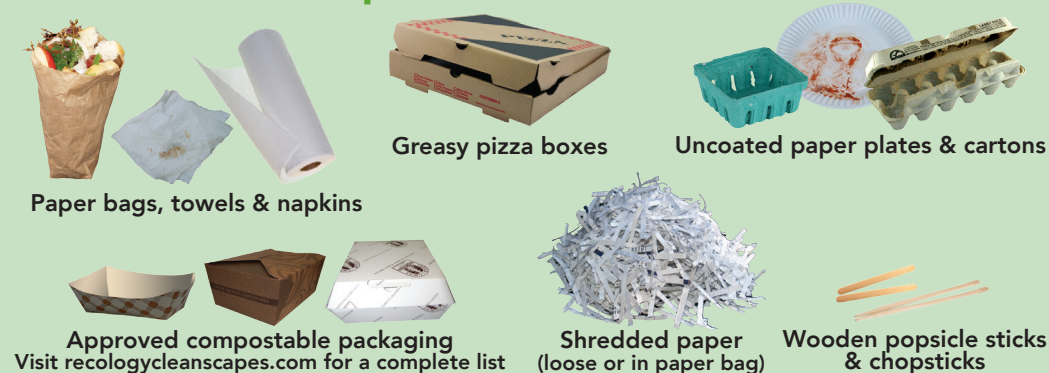 PIZZA
Greasy pizza boxes
Uncoated paper plates & cartons
Paper bags, towels & napkins
Approved compostable packaging
Visit recologycleanscapes.com for a complete list
Shredded paper
(loose or in paper bag)
Wooden popsicle sticks
& chopsticks